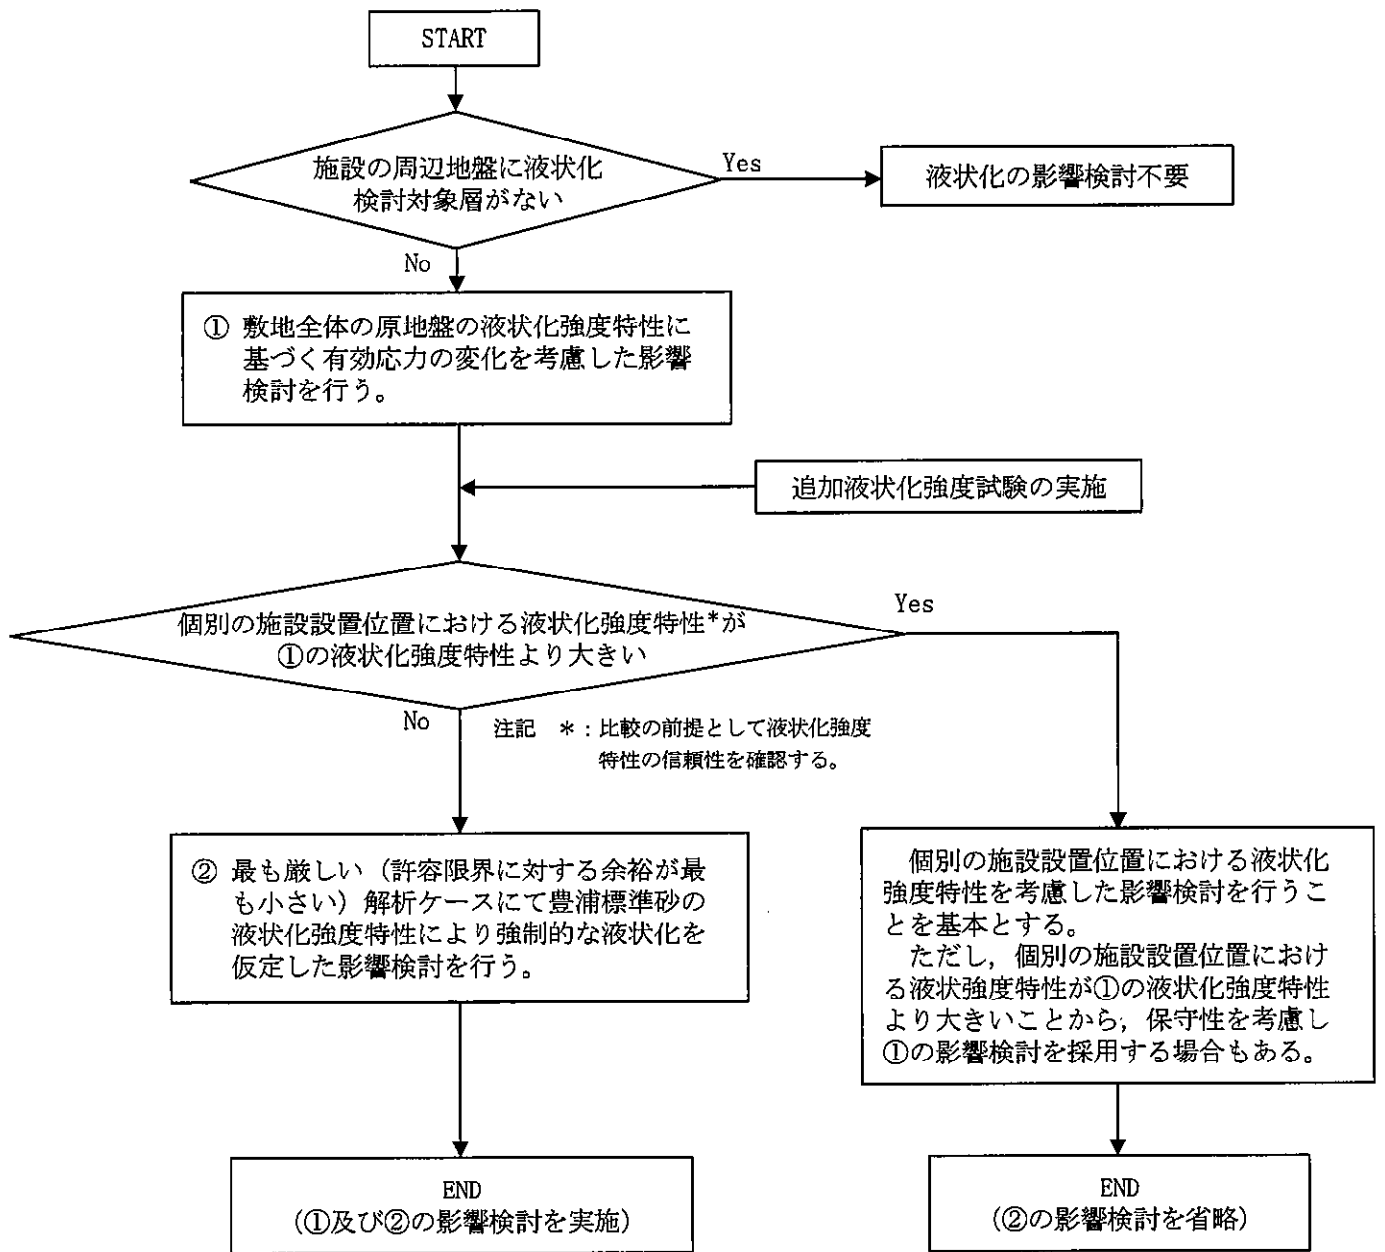 START
施設の周辺地盤に液状化
検討対象層がない
Yes
液状化の影響検討不要
No
① 敷地全体の原地盤の液状化強度特性に
基づく有効応力の変化を考慮した影響
検討を行う。
追加液状化強度試験の実施
個別の施設設置位置における液状化強度特性*が
①の液状化強度特性より大きい
Yes
No
注記 *:比較の前提として液状化強度
特性の信頼性を確認する。
② 最も厳しい(許容限界に対する余裕が最
も小さい)解析ケースにて豊浦標準砂の
液状化強度特性により強制的な液状化を
仮定した影響検討を行う。
個別の施設設置位置における液状化
強度特性を考慮した影響検討を行うこ
とを基本とする。
ただし,個別の施設設置位置におけ
る液状強度特性が①の液状化強度特性
より大きいことから,保守性を考慮し
①の影響検討を採用する場合もある。
END
(①及び②の影響検討を実施)
END
(②の影響検討を省略)